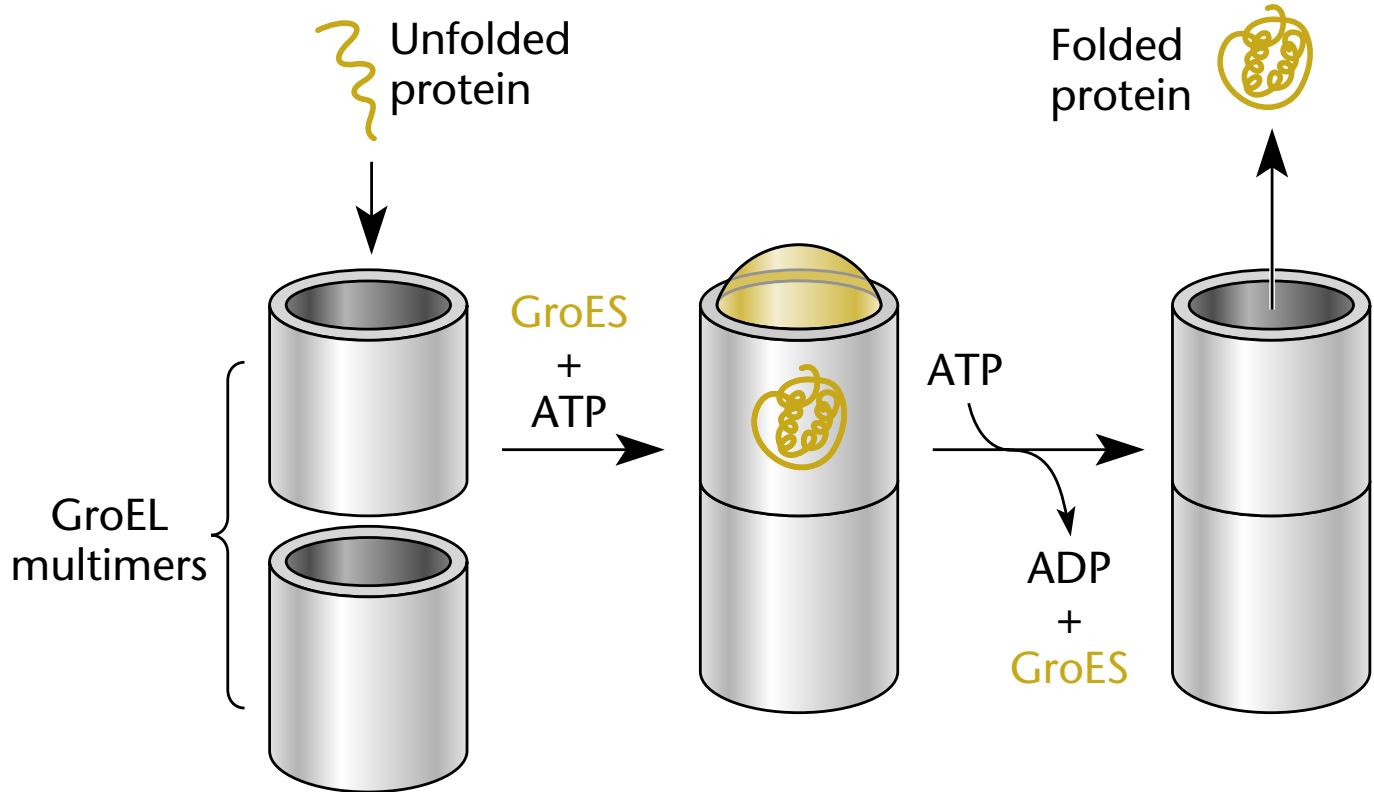 Unfolded
protein
Folded
protein
GroEL
multimers
GroES
+
ATP
ATP
ADP
+
GroES